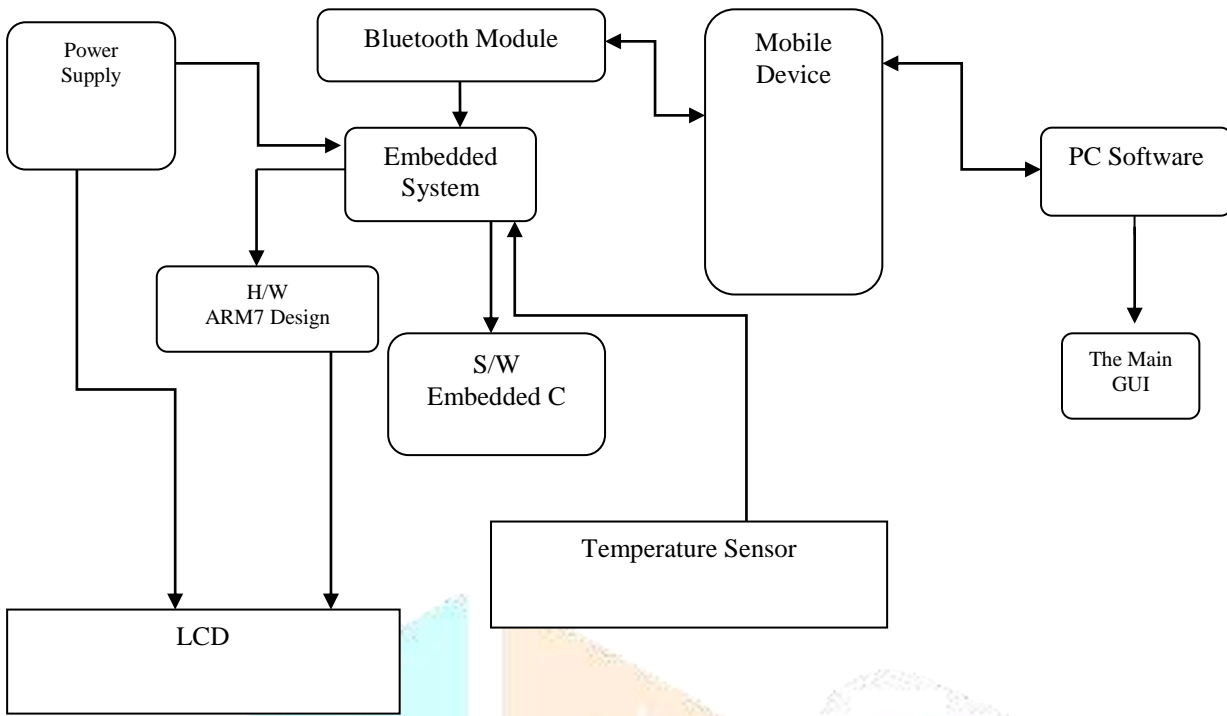 Power
Supply
Bluetooth Module
Mobile
Device
Embedded
System
PC Software
H/W
ARM7 Design
S/W
Embedded C
The Main
GUI
Temperature Sensor
LCD